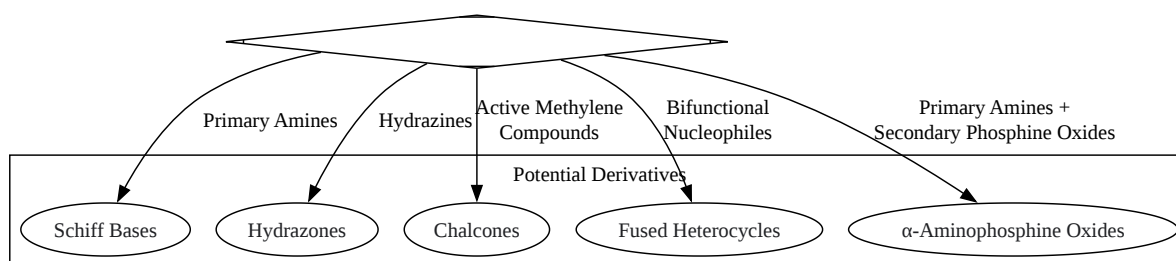 Primary Amines
Hydrazines
Active Methylene
Compounds
Bifunctional
Nucleophiles
Primary Amines +
Secondary Phosphine Oxides
Potential Derivatives
Schiff Bases
Hydrazones
Chalcones
Fused Heterocycles
α-Aminophosphine Oxides